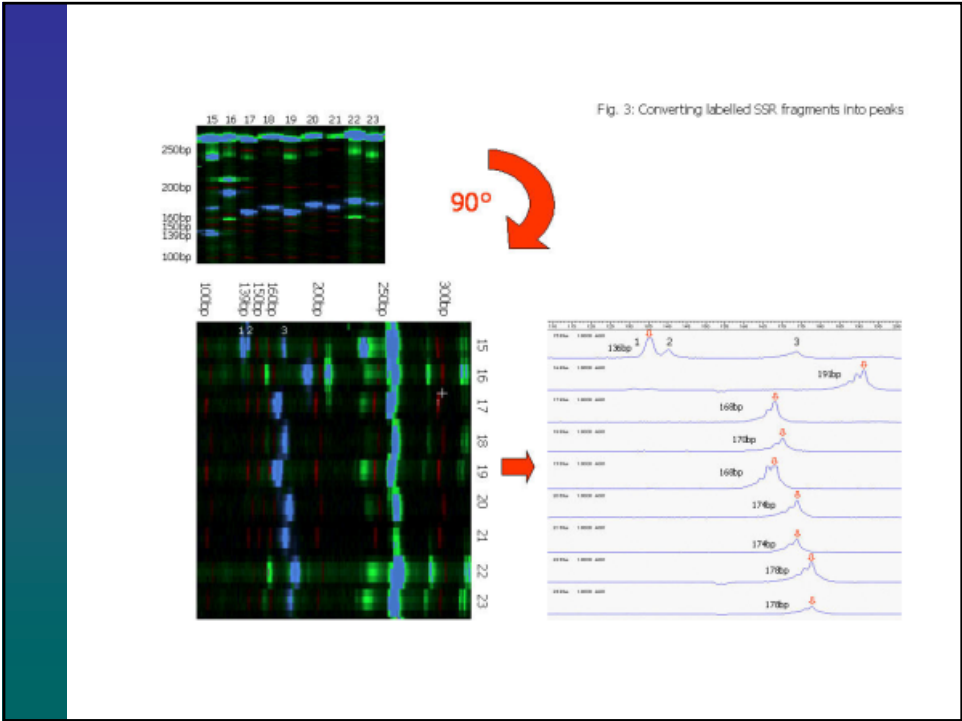 Fig. 3: Converting labelled SSR fragments into peaks
15 16 17 18 19 20 21 22 23
250bp
200bp
160bp
150bp
139bp
100bp
90°
100bp 139bp 150bp 160bp 200bp 250bp 300bp
1 2 3
15
16
17
18
19
20
21
22
23
136bp 1 2 3
191bp
168bp
170bp
168bp
174bp
174bp
178bp
178bp